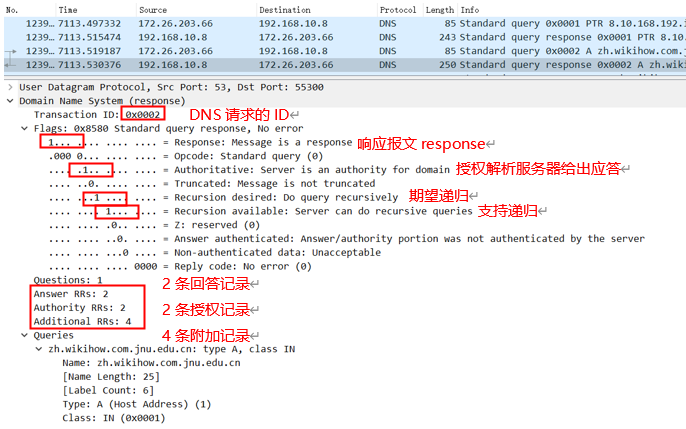 No. Time Source Destination Protocol Length Info
1239… 7113.497332 172.26.203.66 192.168.10.8 DNS 85 Standard query 0x0001 PTR 8.10.168.192.i
1239… 7113.515474 192.168.10.8 172.26.203.66 DNS 243 Standard query response 0x0001 PTR 8.10.
1239… 7113.519187 172.26.203.66 192.168.10.8 DNS 85 Standard query 0x0002 A zh.wikihow.com.j
1239… 7113.530376 192.168.10.8 172.26.203.66 DNS 250 Standard query response 0x0002 A zh.wiki
User Datagram Protocol, Src Port: 53, Dst Port: 55300
Domain Name System (response)
Transaction ID: 0x0002 DNS 请求的 ID
Flags: 0x8580 Standard query response, No error
1... .... .... .... = Response: Message is a response 响应报文 response
.000 0... .... .... = Opcode: Standard query (0)
.... .1.. .... .... = Authoritative: Server is an authority for domain 授权解析服务器给出应答
.... ..0. .... .... = Truncated: Message is not truncated
.... ...1 .... .... = Recursion desired: Do query recursively 期望递归
.... .... 1... .... = Recursion available: Server can do recursive queries 支持递归
.... .... .0.. .... = Z: reserved (0)
.... .... ..0. .... = Answer authenticated: Answer/authority portion was not authenticated by the server
.... .... ...0 .... = Non-authenticated data: Unacceptable
.... .... .... 0000 = Reply code: No error (0)
Questions: 1 2 条回答记录
Answer RRs: 2
Authority RRs: 2 2 条授权记录
Additional RRs: 4
Queries 4 条附加记录
zh.wikihow.com.jnu.edu.cn: type A, class IN
Name: zh.wikihow.com.jnu.edu.cn
[Name Length: 25]
[Label Count: 6]
Type: A (Host Address) (1)
Class: IN (0x0001)